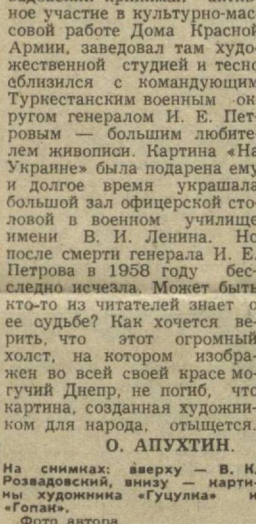 ное участие в культурно-мас
совой работе Дома Красной
Армии, заведовал там худо-
жественной студией и тесно
сблизился с командующим
Туркестанским военным ок-
ругом генералом И. Е. Пет-
ровым — большим любите-
лем живописи. Картина «На
Украине» была подарена ему
и долгое время украшала
большой зал офицерской сто-
ловой в военном училище
имени В. И. Ленина. Но
после смерти генерала И. Е.
Петрова в 1958 году бес-
следно исчезла. Может быть
кто-то из читателей знает о
ее судьбе? Как хочется ве-
рить, что этот огромный
холст, на котором изобра-
жен во всей своей красе мо-
гучий Днепр, не погиб, что
картина, созданная художни-
ком для народа, отыщется.
О. АПУХТИН.
На снимках: вверху — В. К.
Розвадовский, внизу — карти-
ны художника «Гуцулка» и
«Гопак».
Фото автора.